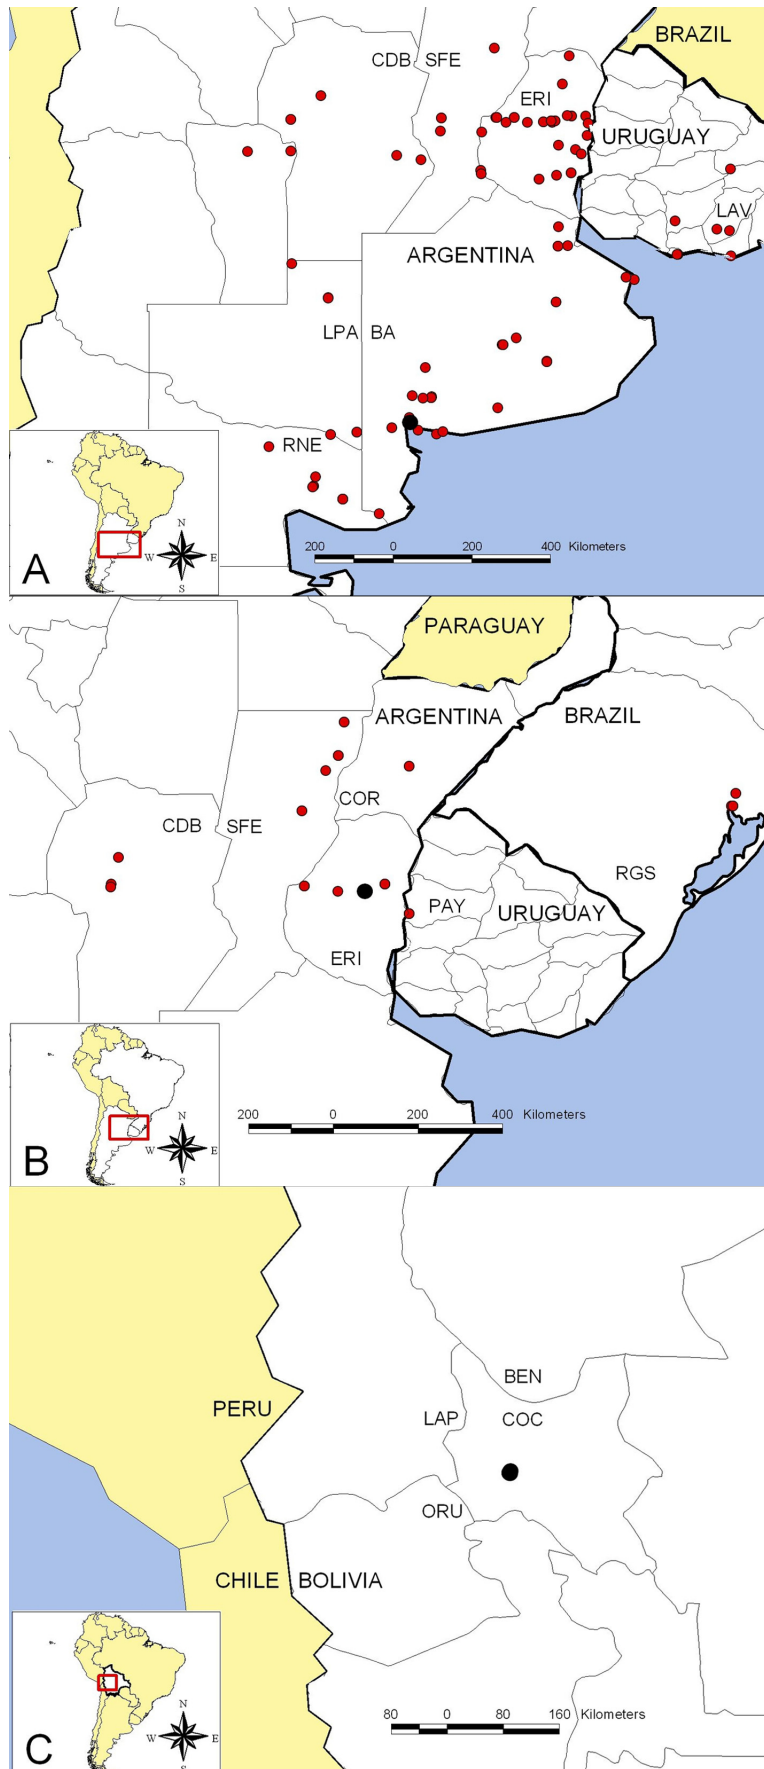 BRAZIL
CDB SFE
ERI
URUGUAY
LAV
ARGENTINA
LPA BA
RNE
N
W E
S
200 0 200 400 Kilometers
A
PARAGUAY
ARGENTINA BRAZIL
COR
CDB SFE
RGS
PAY URUGUAY
ERI
N
W E
S
200 0 200 400 Kilometers
B
BEN
PERU LAP COC
ORU
CHILE BOLIVIA
N
W E
S
80 0 80 160 Kilometers
C